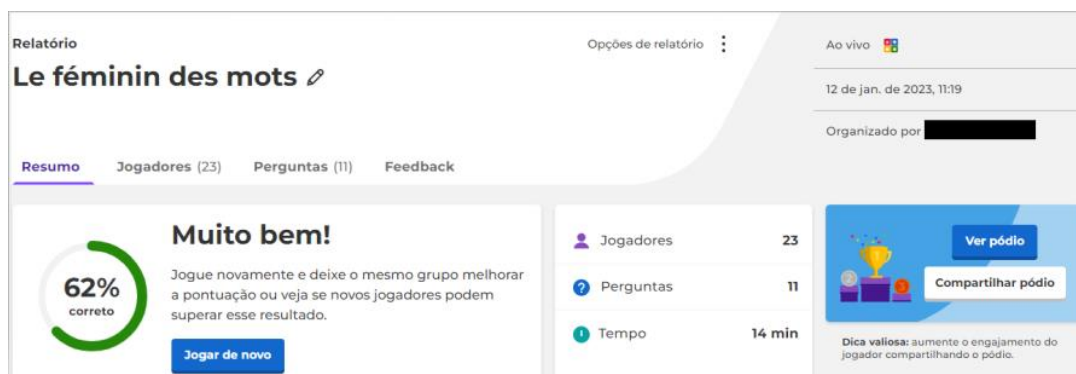 Relatório
Le féminin des mots
Opções de relatório
Ao vivo
12 de jan. de 2023, 11:19
Organizado por
Resumo
Jogadores (23)
Perguntas (11)
Feedback
62%
correto
Muito bem!
Jogue novamente e deixe o mesmo grupo melhorar
a pontuação ou veja se novos jogadores podem
superar esse resultado.
Jogar de novo
Jogadores 23
Perguntas 11
Tempo 14 min
2
3
Ver pódio
Compartilhar pódio
Dica valiosa: aumente o engajamento do
jogador compartilhando o pódio.